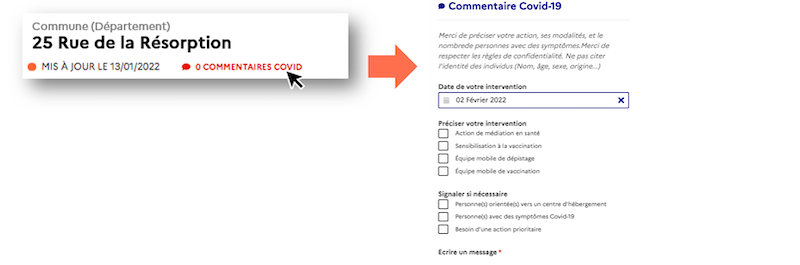 Commune (Département)
25 Rue de la Résorption
MIS À JOUR LE 13/01/2022
0 COMMENTAIRES COVID
Commentaire Covid-19
Merci de préciser votre action, ses modalités, et le
nombrede personnes avec des symptômes.Merci de
respecter les règles de confidentialité. Ne pas citer
l'identité des individus (Nom, âge, sexe, origine...)
Date de votre intervention
02 Février 2022
Préciser votre intervention
Action de médiation en santé
Sensibilisation à la vaccination
Équipe mobile de dépistage
Équipe mobile de vaccination
Signaler si nécessaire
Personne(s) orientée(s) vers un centre d'hébergement
Personne(s) avec des symptômes Covid-19
Besoin d'une action prioritaire
Ecrire un message *